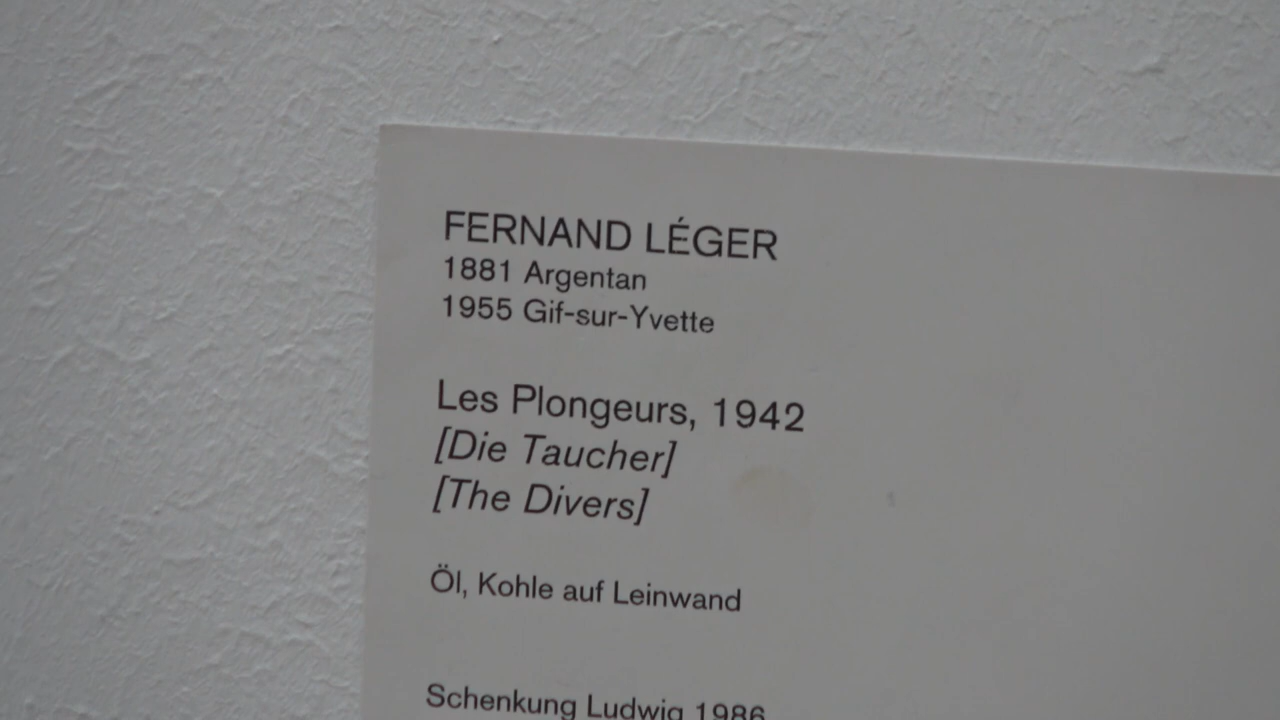 FERNAND LÉGER
1881 Argentan
1955 Gif-sur-Yvette
Les Plongeurs, 1942
[Die Taucher]
[The Divers]
Öl, Kohle auf Leinwand
Schenkung Ludwig 1986